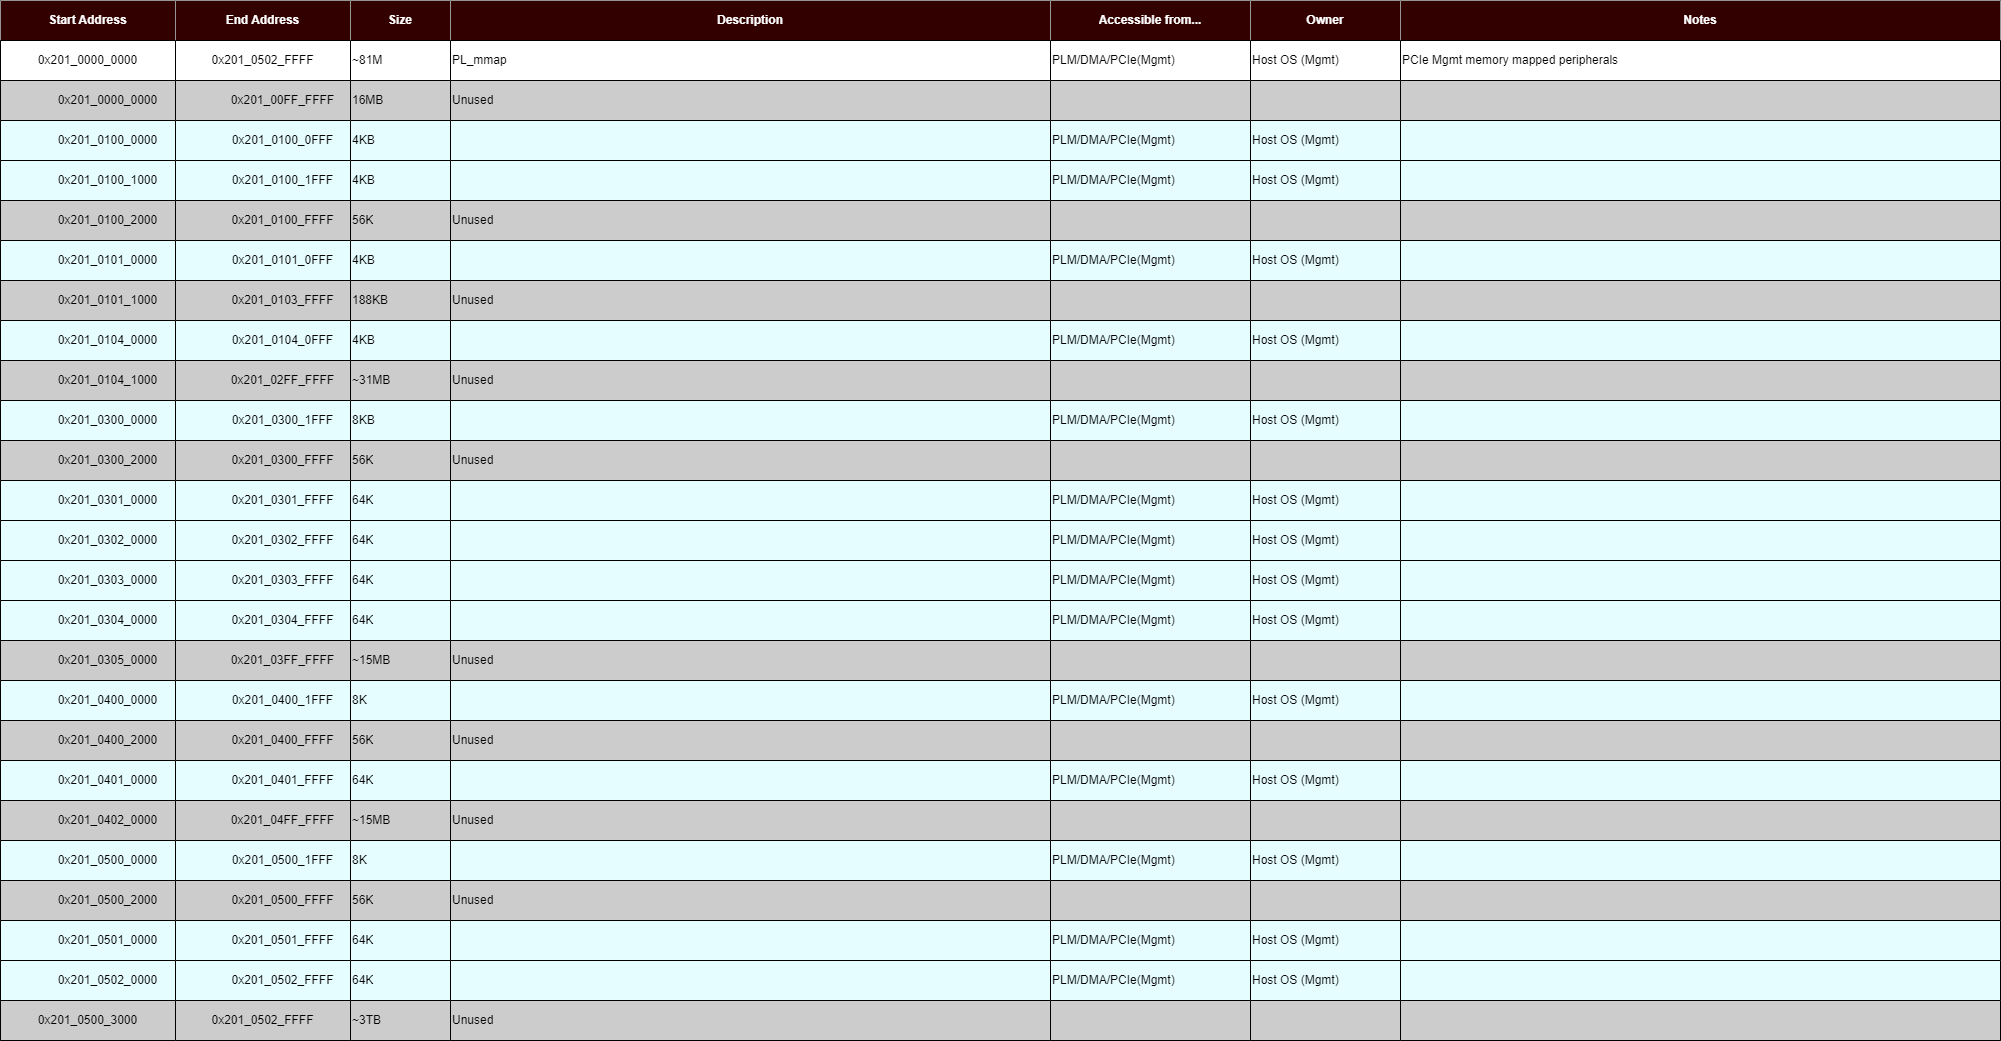 Start Address End Address Size Description Accessible from... Owner Notes
0x201_0000_0000 0x201_0502_FFFF ~81M PL_mmap PLM/DMA/PCIe(Mgmt) Host OS (Mgmt) PCIe Mgmt memory mapped peripherals
0x201_0000_0000 0x201_00FF_FFFF 16MB Unused
0x201_0100_0000 0x201_0100_0FFF 4KB PLM/DMA/PCIe(Mgmt) Host OS (Mgmt)
0x201_0100_1000 0x201_0100_1FFF 4KB PLM/DMA/PCIe(Mgmt) Host OS (Mgmt)
0x201_0100_2000 0x201_0100_FFFF 56K Unused
0x201_0101_0000 0x201_0101_0FFF 4KB PLM/DMA/PCIe(Mgmt) Host OS (Mgmt)
0x201_0101_1000 0x201_0103_FFFF 188KB Unused
0x201_0104_0000 0x201_0104_0FFF 4KB PLM/DMA/PCIe(Mgmt) Host OS (Mgmt)
0x201_0104_1000 0x201_02FF_FFFF ~31MB Unused
0x201_0300_0000 0x201_0300_1FFF 8KB PLM/DMA/PCIe(Mgmt) Host OS (Mgmt)
0x201_0300_2000 0x201_0300_FFFF 56K Unused
0x201_0301_0000 0x201_0301_FFFF 64K PLM/DMA/PCIe(Mgmt) Host OS (Mgmt)
0x201_0302_0000 0x201_0302_FFFF 64K PLM/DMA/PCIe(Mgmt) Host OS (Mgmt)
0x201_0303_0000 0x201_0303_FFFF 64K PLM/DMA/PCIe(Mgmt) Host OS (Mgmt)
0x201_0304_0000 0x201_0304_FFFF 64K PLM/DMA/PCIe(Mgmt) Host OS (Mgmt)
0x201_0305_0000 0x201_03FF_FFFF ~15MB Unused
0x201_0400_0000 0x201_0400_1FFF 8K PLM/DMA/PCIe(Mgmt) Host OS (Mgmt)
0x201_0400_2000 0x201_0400_FFFF 56K Unused
0x201_0401_0000 0x201_0401_FFFF 64K PLM/DMA/PCIe(Mgmt) Host OS (Mgmt)
0x201_0402_0000 0x201_04FF_FFFF ~15MB Unused
0x201_0500_0000 0x201_0500_1FFF 8K PLM/DMA/PCIe(Mgmt) Host OS (Mgmt)
0x201_0500_2000 0x201_0500_FFFF 56K Unused
0x201_0501_0000 0x201_0501_FFFF 64K PLM/DMA/PCIe(Mgmt) Host OS (Mgmt)
0x201_0502_0000 0x201_0502_FFFF 64K PLM/DMA/PCIe(Mgmt) Host OS (Mgmt)
0x201_0500_3000 0x201_0502_FFFF ~3TB Unused